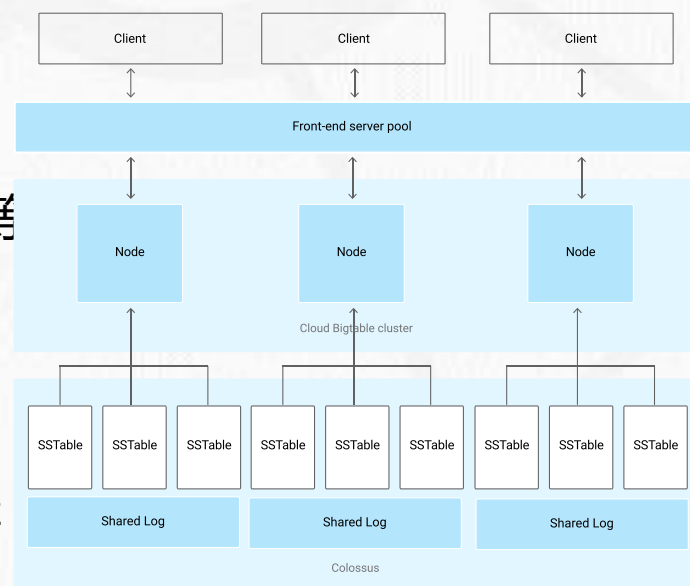 Client Client Client
Front-end server pool
Node Node Node
Cloud Bigtable cluster
SSTable SSTable SSTable SSTable SSTable SSTable SSTable SSTable SSTable
Shared Log Shared Log Shared Log
Colossus